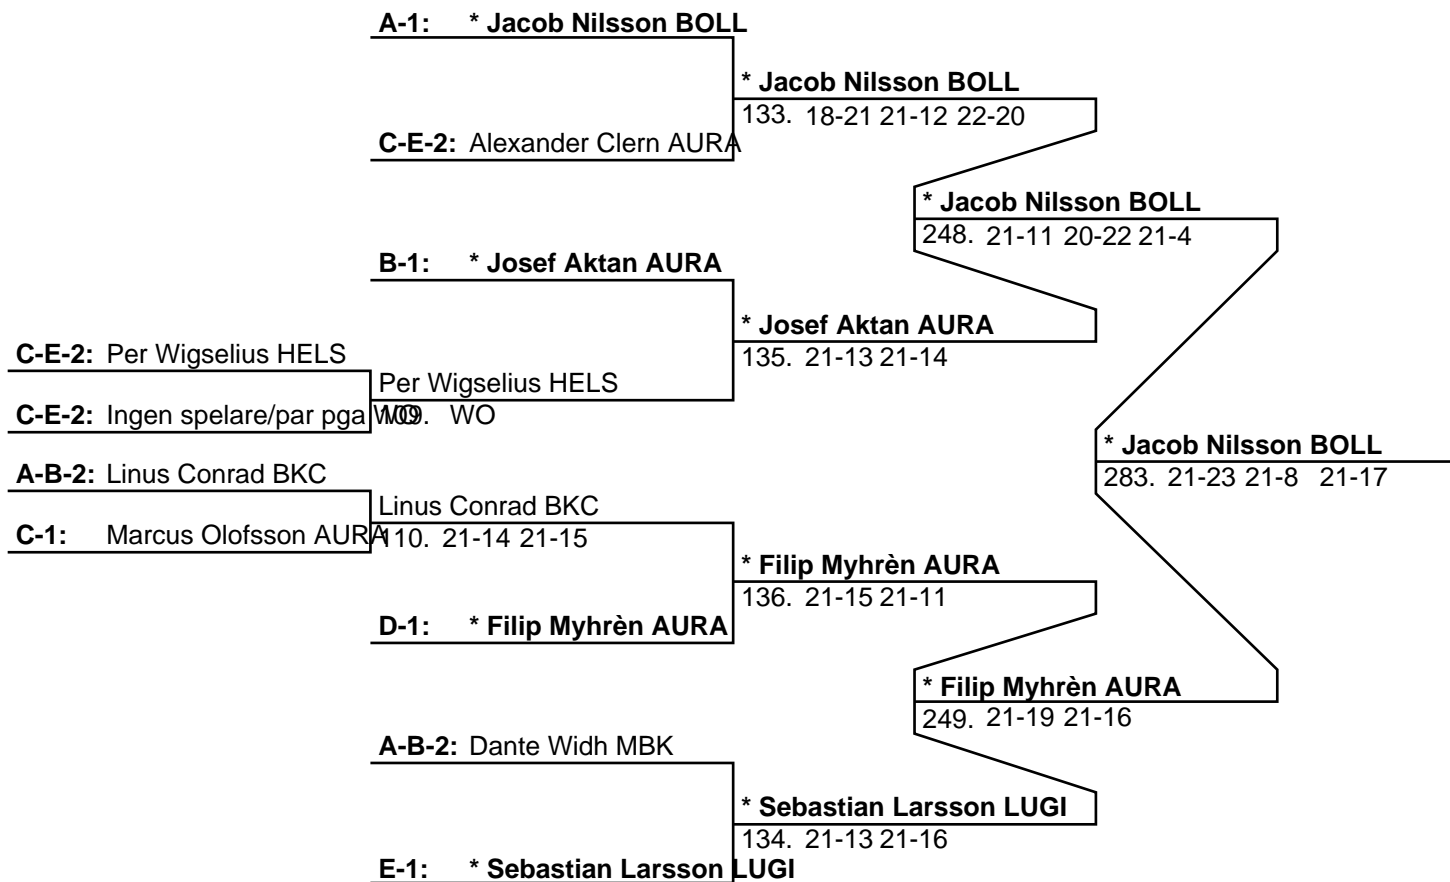 A-1: * Jacob Nilsson BOLL
* Jacob Nilsson BOLL
133. 18-21 21-12 22-20
C-E-2: Alexander Clern AURA
* Jacob Nilsson BOLL
248. 21-11 20-22 21-4
B-1: * Josef Aktan AURA
* Josef Aktan AURA
135. 21-13 21-14
C-E-2: Per Wigselius HELS
Per Wigselius HELS
C-E-2: Ingen spelare/par pga WO
109. WO
* Jacob Nilsson BOLL
283. 21-23 21-8 21-17
A-B-2: Linus Conrad BKC
Linus Conrad BKC
C-1: Marcus Olofsson AURA
110. 21-14 21-15
* Filip Myhrèn AURA
136. 21-15 21-11
D-1: * Filip Myhrèn AURA
* Filip Myhrèn AURA
249. 21-19 21-16
A-B-2: Dante Widh MBK
* Sebastian Larsson LUGI
134. 21-13 21-16
E-1: * Sebastian Larsson LUGI